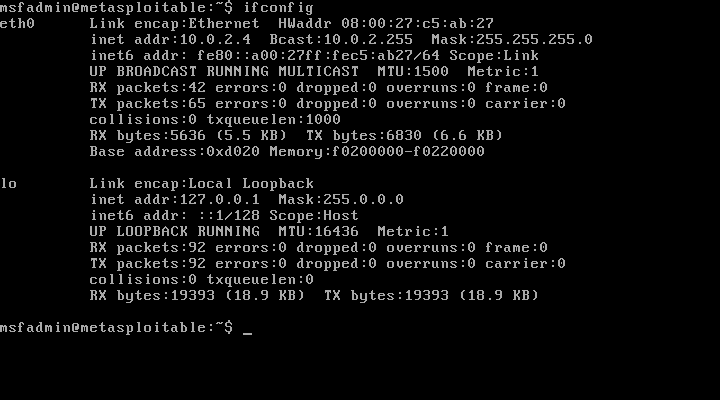 msfadmin@metasploitable:~$ ifconfig
eth0      Link encap:Ethernet  HWaddr 08:00:27:c5:ab:27
          inet addr:10.0.2.4  Bcast:10.0.2.255  Mask:255.255.255.0
          inet6 addr: fe80::a00:27ff:fec5:ab27/64 Scope:Link
          UP BROADCAST RUNNING MULTICAST  MTU:1500  Metric:1
          RX packets:42 errors:0 dropped:0 overruns:0 frame:0
          TX packets:65 errors:0 dropped:0 overruns:0 carrier:0
          collisions:0 txqueuelen:1000
          RX bytes:5636 (5.5 KB)  TX bytes:6830 (6.6 KB)
          Base address:0xd020 Memory:f0200000-f0220000
lo        Link encap:Local Loopback
          inet addr:127.0.0.1  Mask:255.0.0.0
          inet6 addr: ::1/128 Scope:Host
          UP LOOPBACK RUNNING  MTU:16436  Metric:1
          RX packets:92 errors:0 dropped:0 overruns:0 frame:0
          TX packets:92 errors:0 dropped:0 overruns:0 carrier:0
          collisions:0 txqueuelen:0
          RX bytes:19393 (18.9 KB)  TX bytes:19393 (18.9 KB)
msfadmin@metasploitable:~$ _